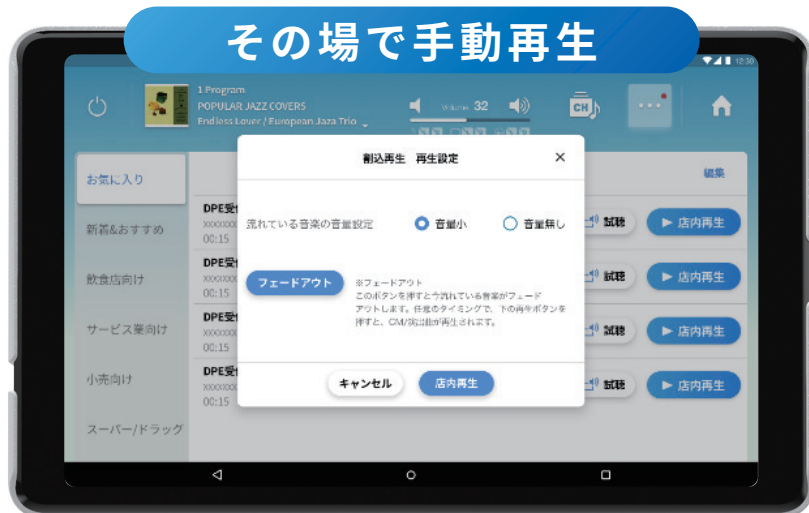 その場で手動再生
12:30
1 Program
POPULAR JAZZ COVERS
Endless Lover / European Jazz Trio
Volume 32
CH
割込再生 再生設定
×
お気に入り
編集
新着&おすすめ
飲食店向け
サービス業向け
小売向け
スーパー/ドラッグ
DPE受
xxxxxxx
00:15
試聴
店内再生
DPE受
xxxxxxx
00:15
試聴
店内再生
DPE受
xxxxxxx
00:15
試聴
店内再生
DPE受
xxxxxxx
00:15
試聴
店内再生
流れている音楽の音量設定
音量小
音量無し
フェードアウト
※フェードアウト
このボタンを押すと今流れている音楽がフェード
アウトします。任意のタイミングで、下の再生ボタンを
押すと、CM/演出曲が再生されます。
キャンセル
店内再生